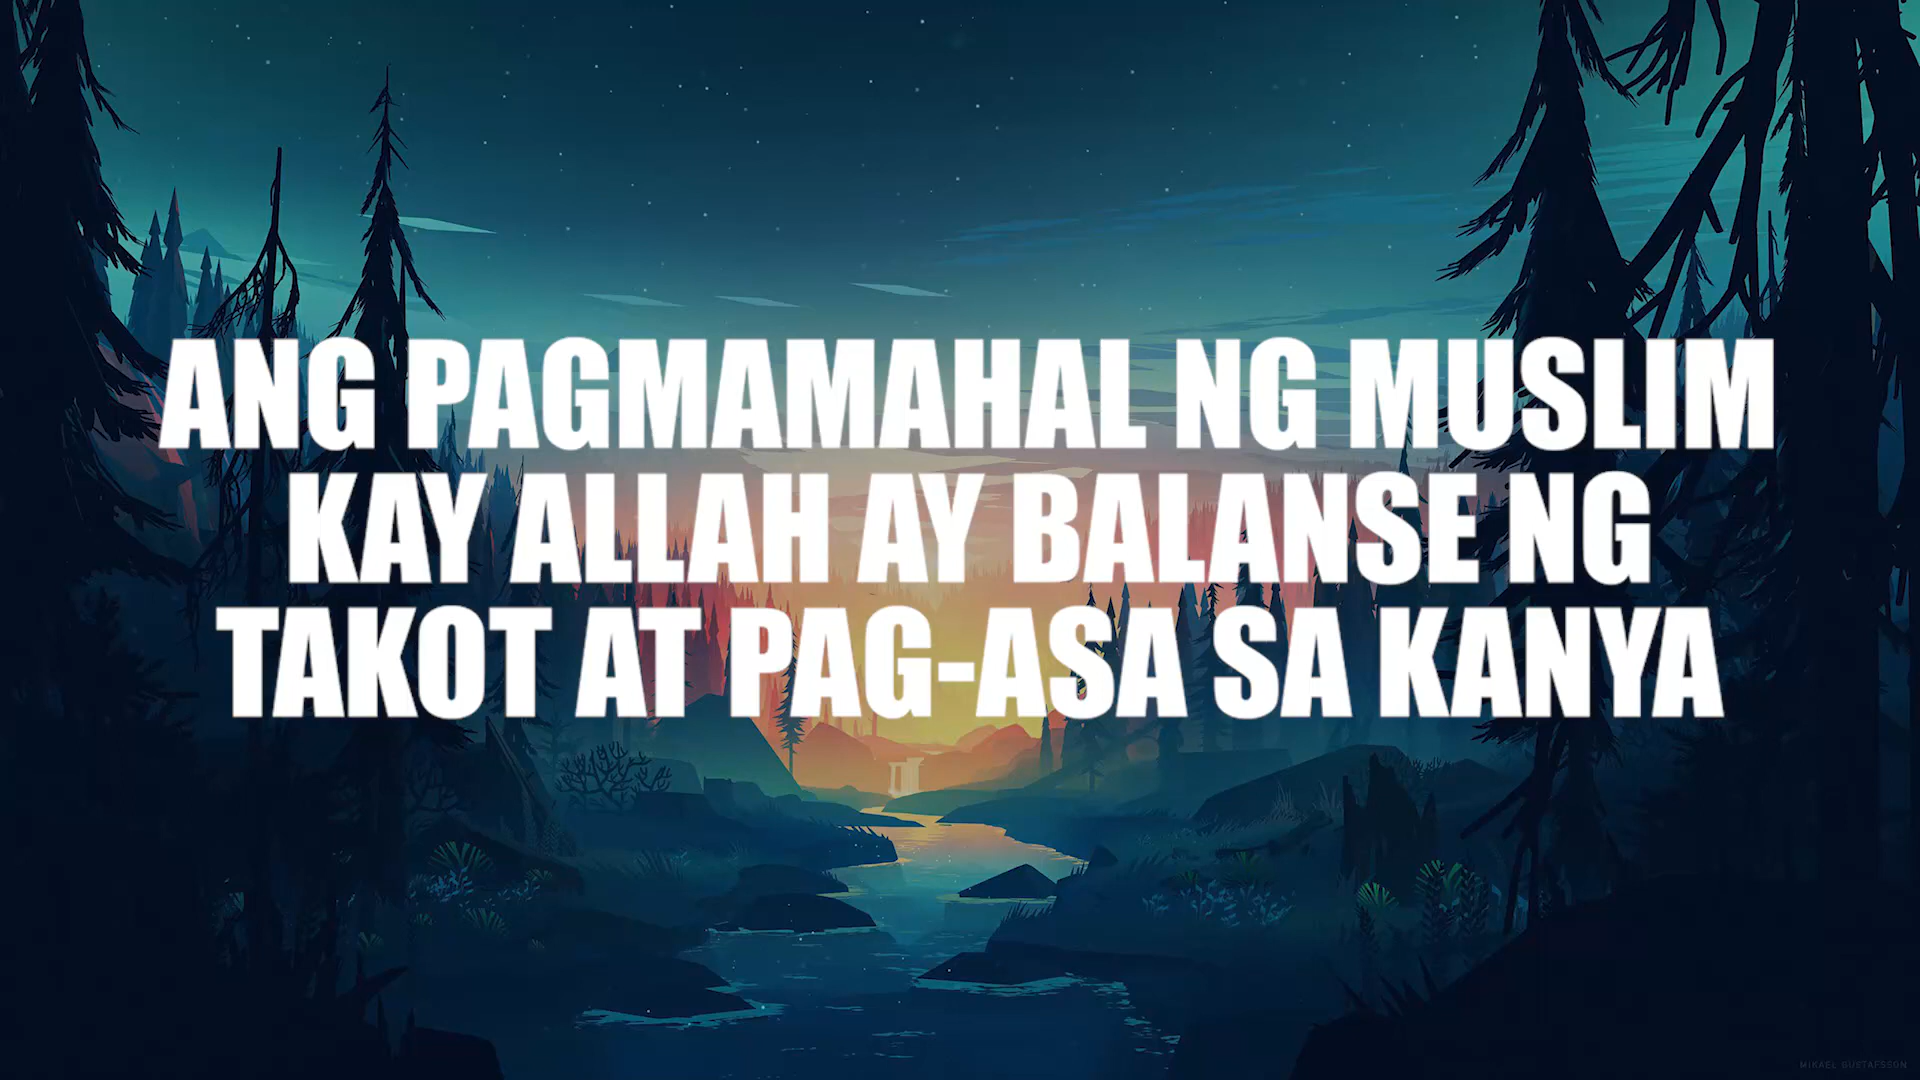 ANG PAGMAMAHAL NG MUSLIM
KAY ALLAH AY BALANSE NG
TAKOT AT PAG-ASA SA KANYA
MIKAEL GUSTAFSSON